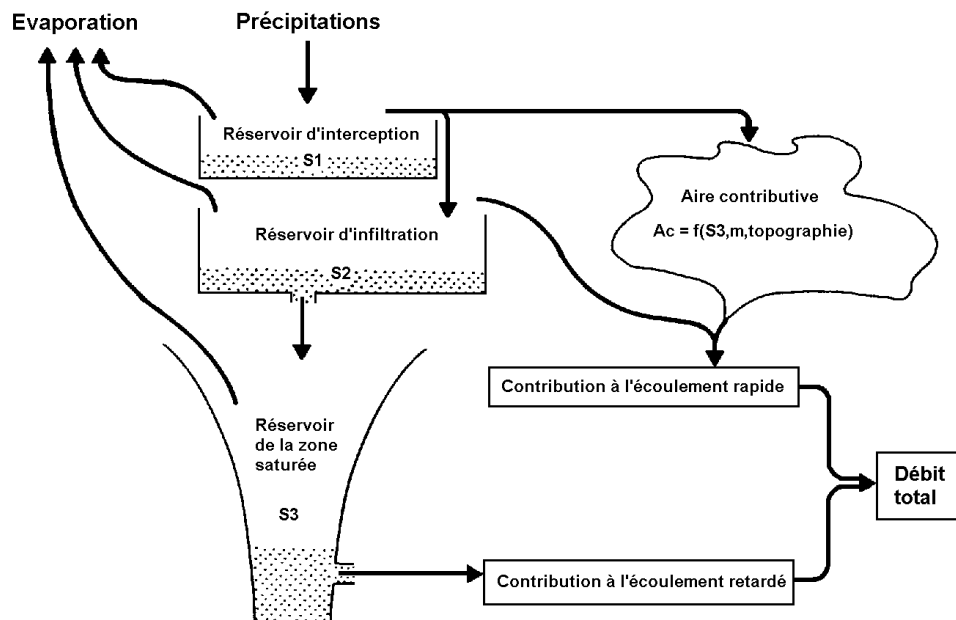 Evaporation
Précipitations
Réservoir d'interception
S1
Aire contributive
Ac = f(S3,m,topographie)
Réservoir d'infiltration
S2
Contribution à l'écoulement rapide
Réservoir
de la zone
saturée
S3
Débit
total
Contribution à l'écoulement retardé